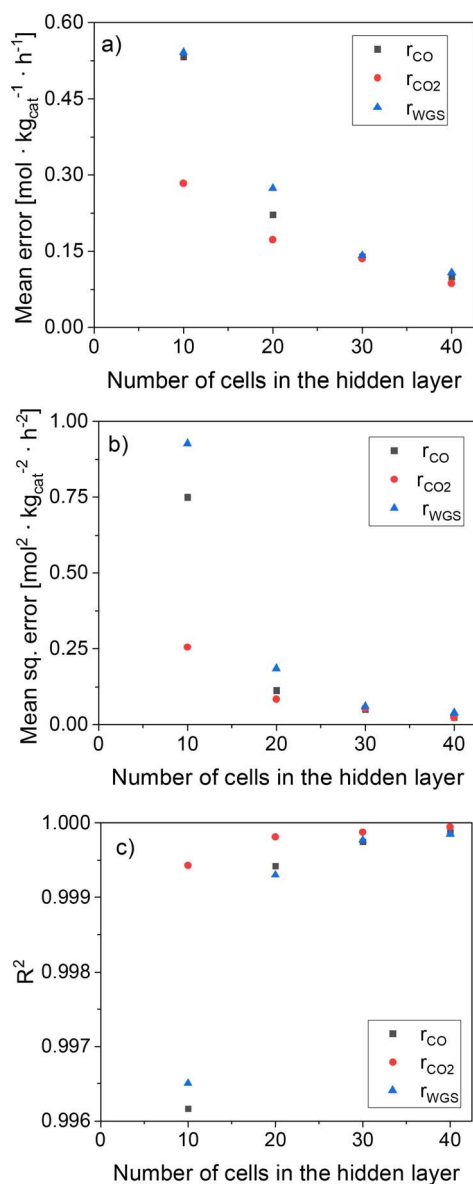 a)
r_CO
r_CO2
r_WGS
Mean error [mol · kg_cat^-1 · h^-1]
0.60
0.45
0.30
0.15
0.00
0 10 20 30 40
Number of cells in the hidden layer
b)
r_CO
r_CO2
r_WGS
Mean sq. error [mol^2 · kg_cat^-2 · h^-2]
1.00
0.75
0.50
0.25
0.00
0 10 20 30 40
Number of cells in the hidden layer
c)
R^2
1.000
0.999
0.998
0.997
0.996
r_CO
r_CO2
r_WGS
0 10 20 30 40
Number of cells in the hidden layer